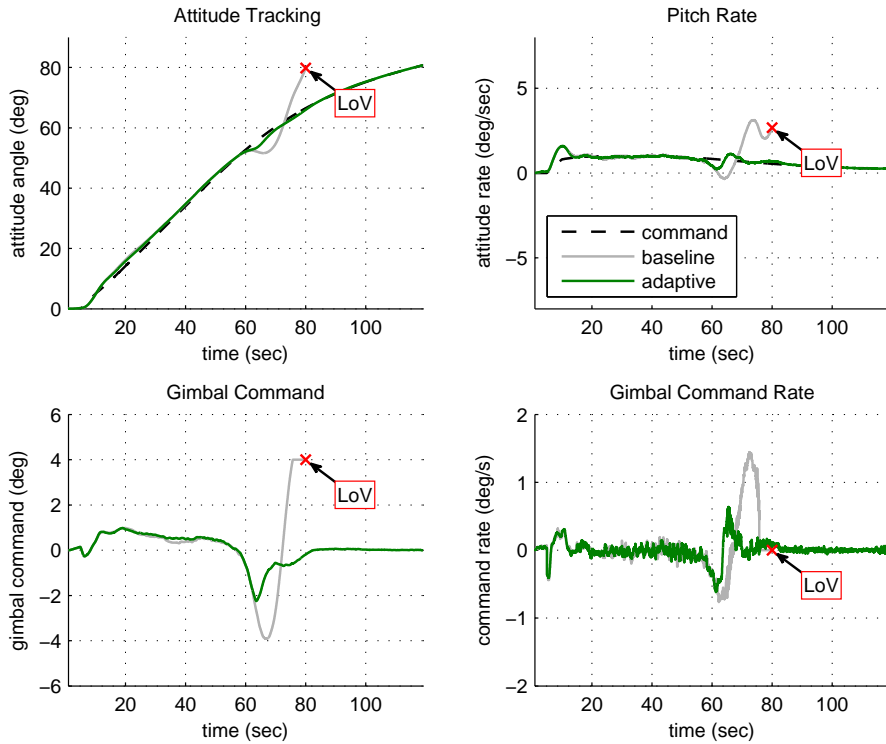 Attitude Tracking
attitude angle (deg)
80
60
40
20
0
20 40 60 80 100
time (sec)
LoV
Pitch Rate
attitude rate (deg/sec)
5
0
−5
20 40 60 80 100
time (sec)
LoV
command
baseline
adaptive
Gimbal Command
gimbal command (deg)
6
4
2
0
−2
−4
−6
20 40 60 80 100
time (sec)
LoV
Gimbal Command Rate
command rate (deg/s)
2
1
0
−1
−2
20 40 60 80 100
time (sec)
LoV